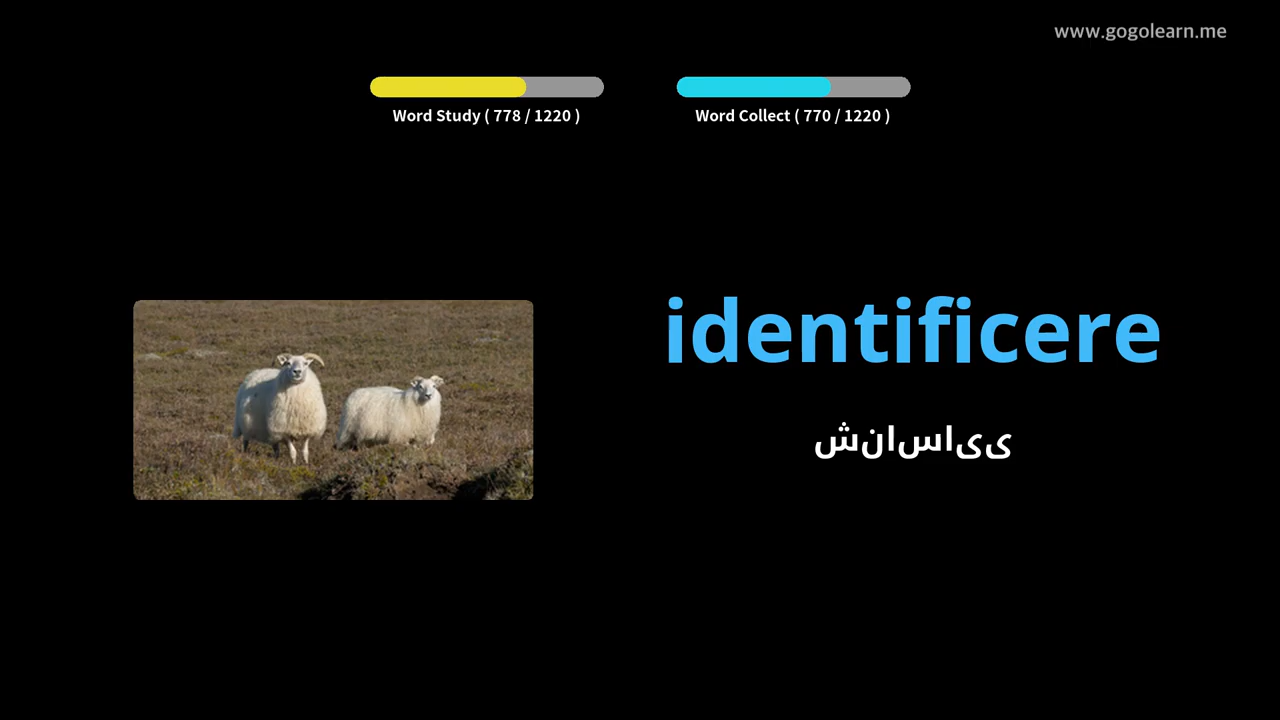 www.gogolearn.me
Word Study ( 778 / 1220 )
Word Collect ( 770 / 1220 )
identificere
شناسایی